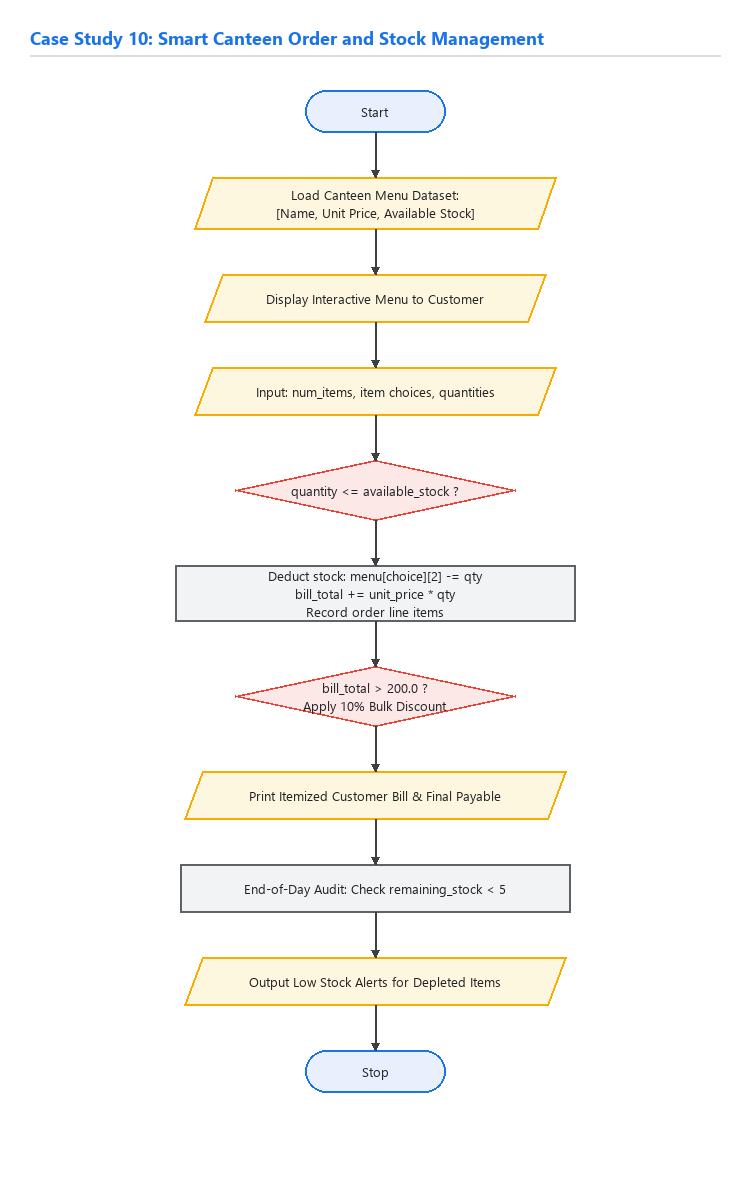 Case Study 10: Smart Canteen Order and Stock Management
Start
Load Canteen Menu Dataset:
[Name, Unit Price, Available Stock]
Display Interactive Menu to Customer
Input: num_items, item choices, quantities
quantity <= available_stock ?
Deduct stock: menu[choice][2] -= qty
bill_total += unit_price * qty
Record order line items
bill_total > 200.0 ?
Apply 10% Bulk Discount
Print Itemized Customer Bill & Final Payable
End-of-Day Audit: Check remaining_stock < 5
Output Low Stock Alerts for Depleted Items
Stop